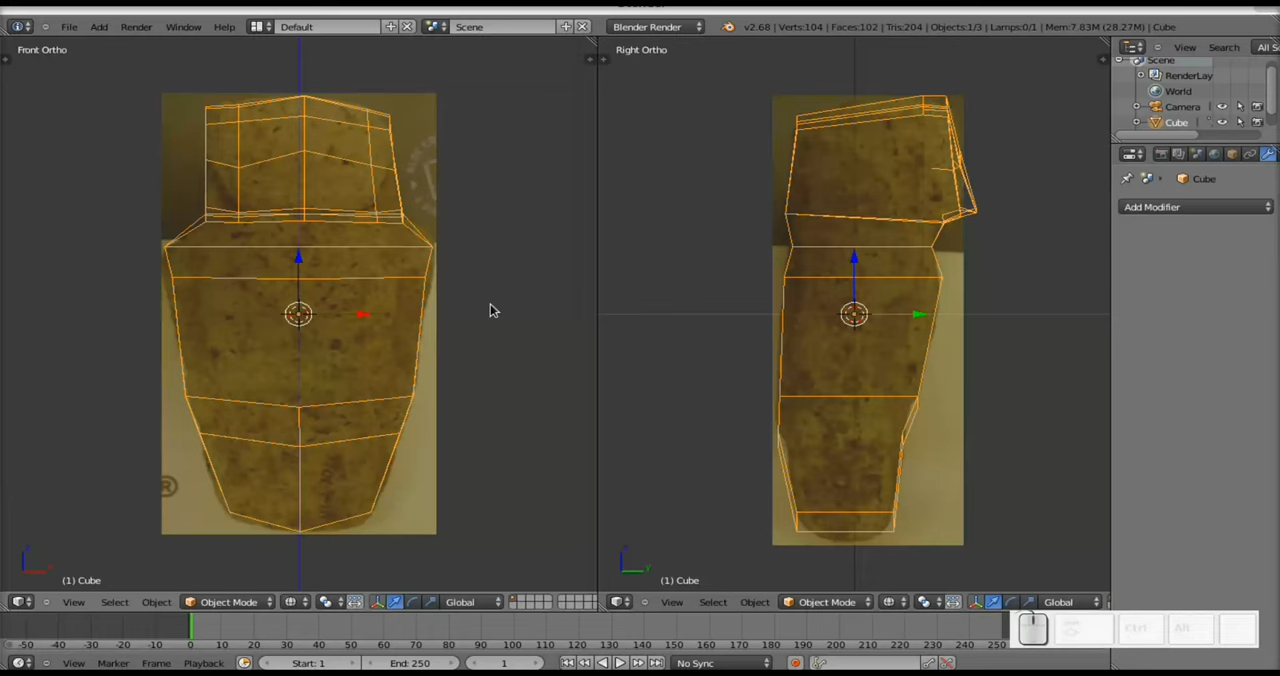 File Add Render Window Help Default Scene Blender Render v2.68 | Verts:104 | Faces:102 | Tris:204 | Objects:1/3 | Lamps:0/1 | Mem:7.83M (28.27M) | Cube
Front Ortho
Right Ortho
View Search All S
Scene
RenderLay
World
Camera
Cube
Cube
Add Modifier
(1) Cube
(1) Cube
View Select Object Object Mode Global
View Select Object Object Mode Global
-50 -40 -30 -20 -10 0 10 20 30 40 50 60 70 80 90 100 110 120 130 140 150 160 170 180 190 200 210 220 230 240 250
View Marker Frame Playback Start: 1 End: 250 1 No Sync
Ctrl Alt